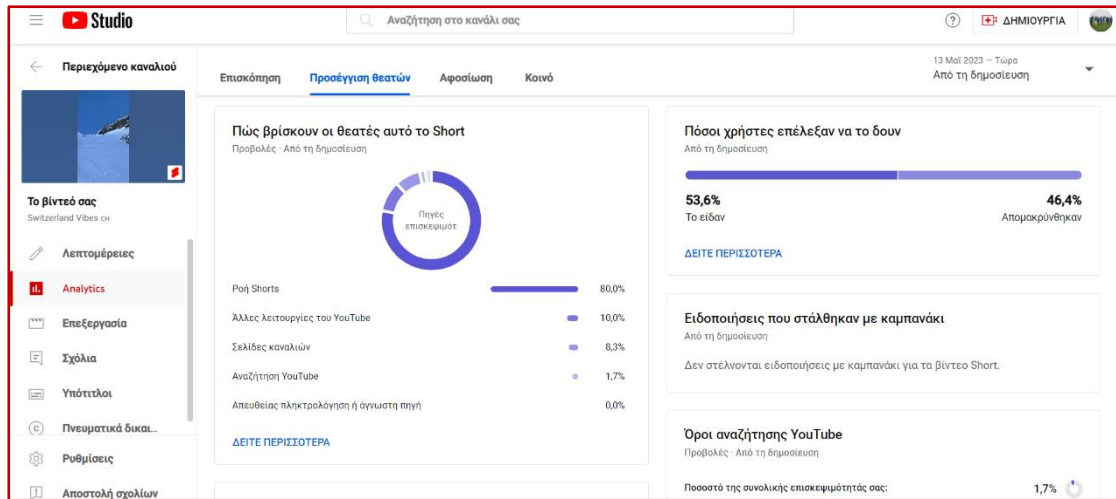 Studio
Αναζήτηση στο κανάλι σας
ΔΗΜΙΟΥΡΓΙΑ
Περιεχόμενο καναλιού
Το βίντεό σας
Switzerland Vibes CH
Λεπτομέρειες
Analytics
Επεξεργασία
Σχόλια
Υπότιτλοι
Πνευματικά δικαι...
Ρυθμίσεις
Αποστολή σχολίων
Επισκόπηση
Προσέγγιση θεατών
Αφοσίωση
Κοινό
13 Μαΐ 2023 – Τώρα
Από τη δημοσίευση
Πώς βρίσκουν οι θεατές αυτό το Short
Προβολές · Από τη δημοσίευση
Πηγές
επισκεψιμότ
Ροή Shorts 80,0%
Άλλες λειτουργίες του YouTube 10,0%
Σελίδες καναλιών 8,3%
Αναζήτηση YouTube 1,7%
Απευθείας πληκτρολόγηση ή άγνωστη πηγή 0,0%
ΔΕΙΤΕ ΠΕΡΙΣΣΟΤΕΡΑ
Πόσοι χρήστες επέλεξαν να το δουν
Από τη δημοσίευση
53,6% 46,4%
Το είδαν Απομακρύνθηκαν
ΔΕΙΤΕ ΠΕΡΙΣΣΟΤΕΡΑ
Ειδοποιήσεις που στάλθηκαν με καμπανάκι
Από τη δημοσίευση
Δεν στέλνονται ειδοποιήσεις με καμπανάκι για τα βίντεο Short.
Όροι αναζήτησης YouTube
Προβολές · Από τη δημοσίευση
Ποσοστό της συνολικής επισκεψιμότητάς σας: 1,7%